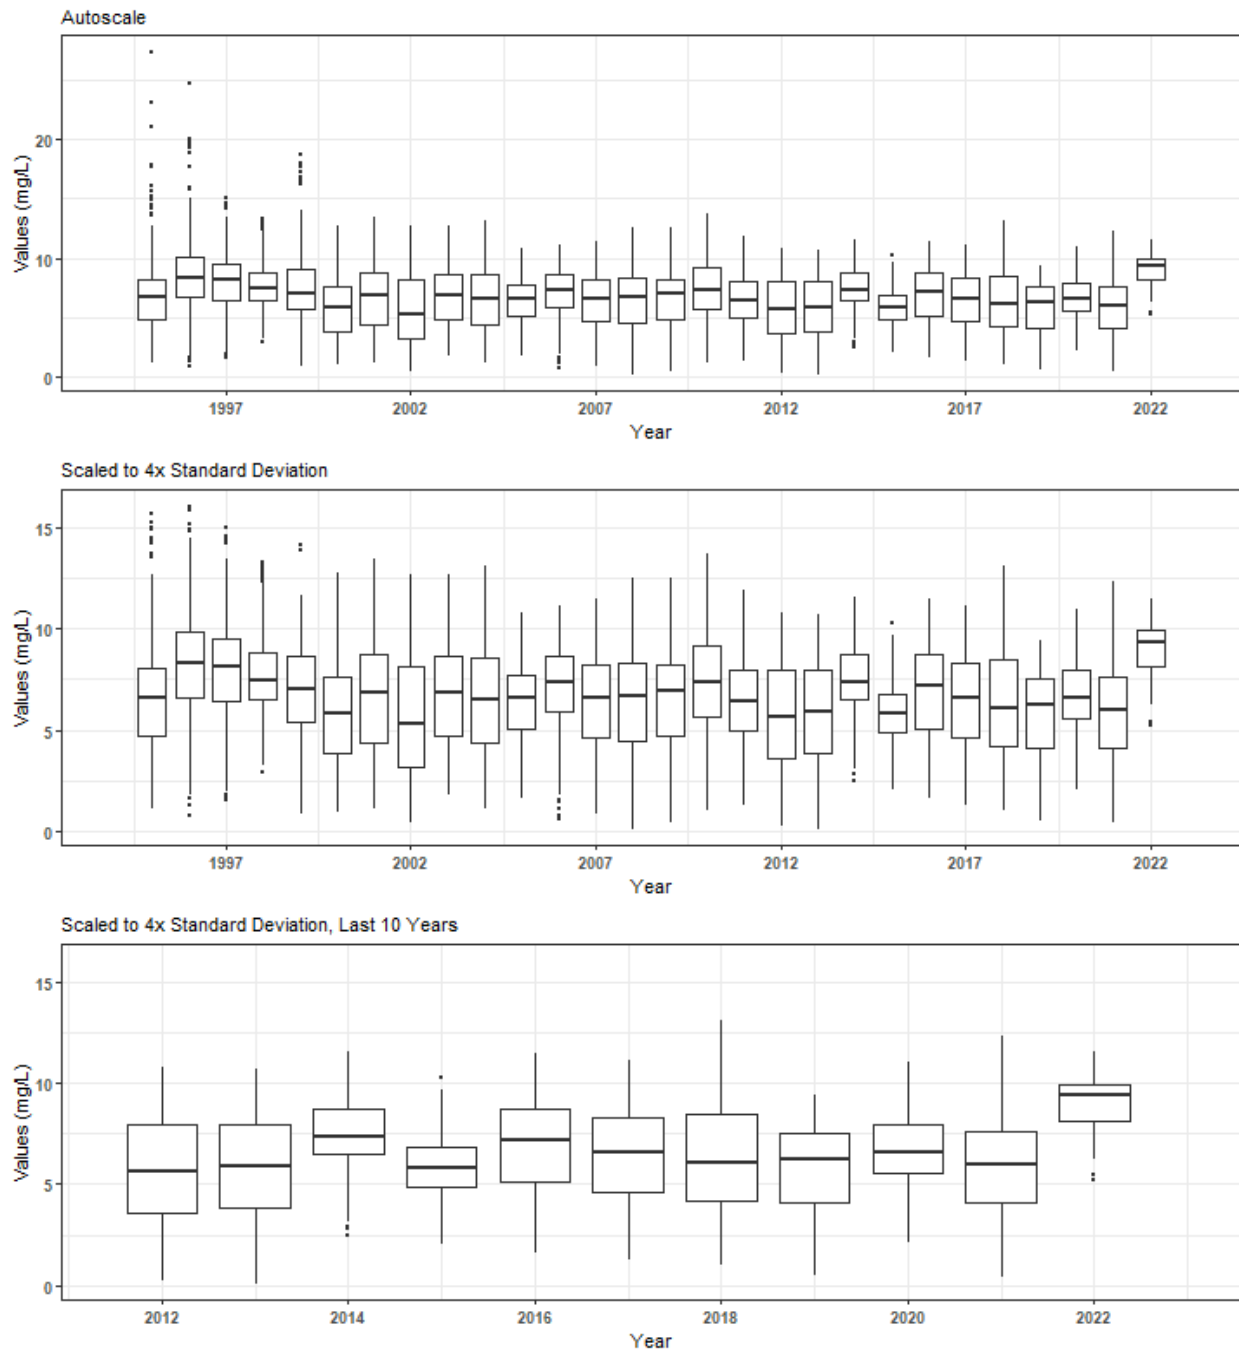 Autoscale
Values (mg/L)
20
10
0
1997 2002 2007 2012 2017 2022
Year
Scaled to 4x Standard Deviation
Values (mg/L)
15
10
5
0
1997 2002 2007 2012 2017 2022
Year
Scaled to 4x Standard Deviation, Last 10 Years
Values (mg/L)
15
10
5
0
2012 2014 2016 2018 2020 2022
Year